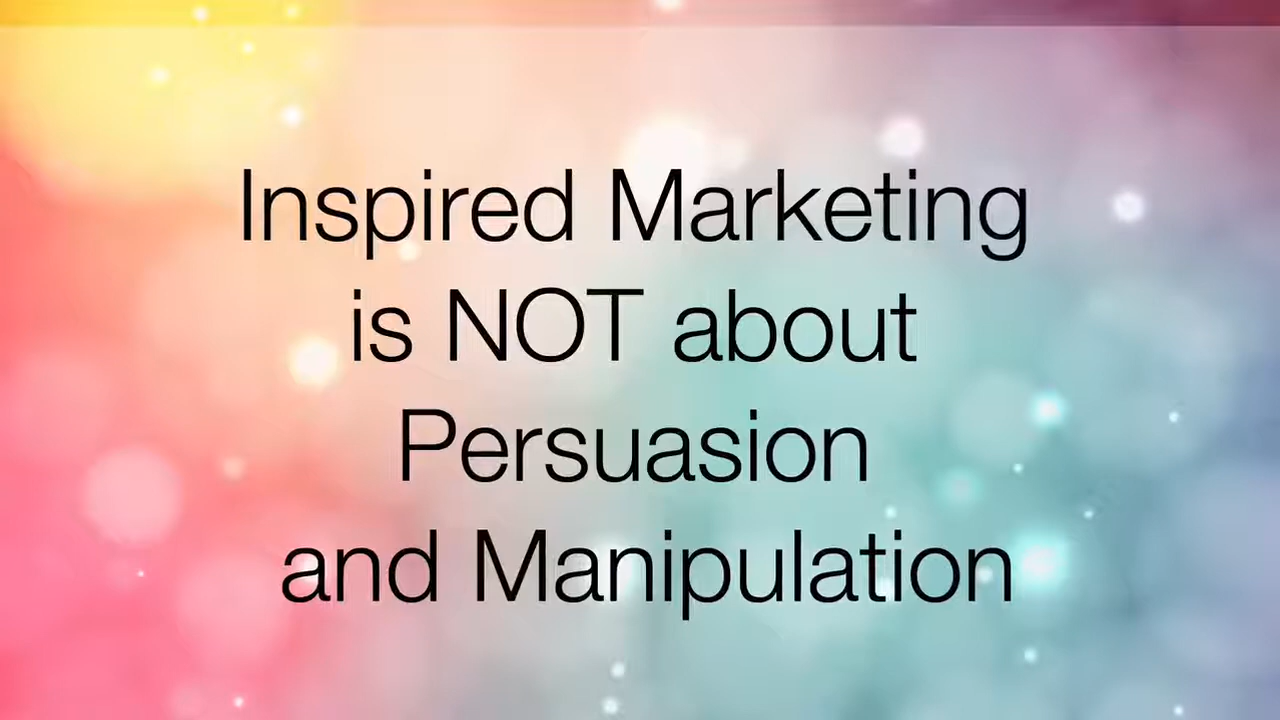 Inspired Marketing
is NOT about
Persuasion
and Manipulation